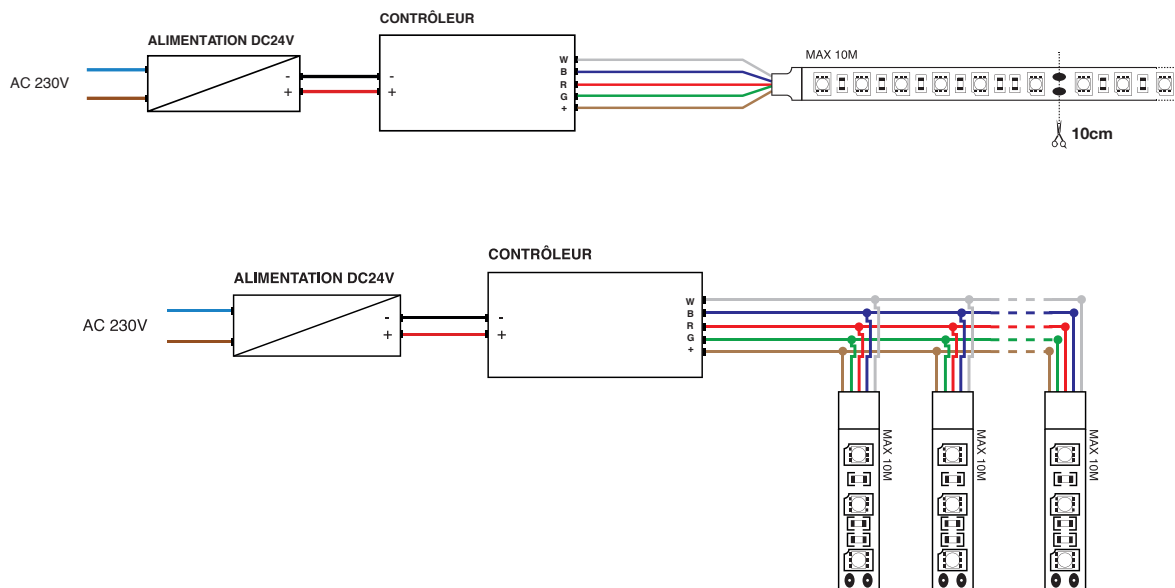 CONTRÔLEUR
ALIMENTATION DC24V
AC 230V
-
+
-
+
W
B
R
G
+
MAX 10M
10cm
CONTRÔLEUR
ALIMENTATION DC24V
AC 230V
-
+
-
+
W
B
R
G
+
MAX 10M
MAX 10M
MAX 10M